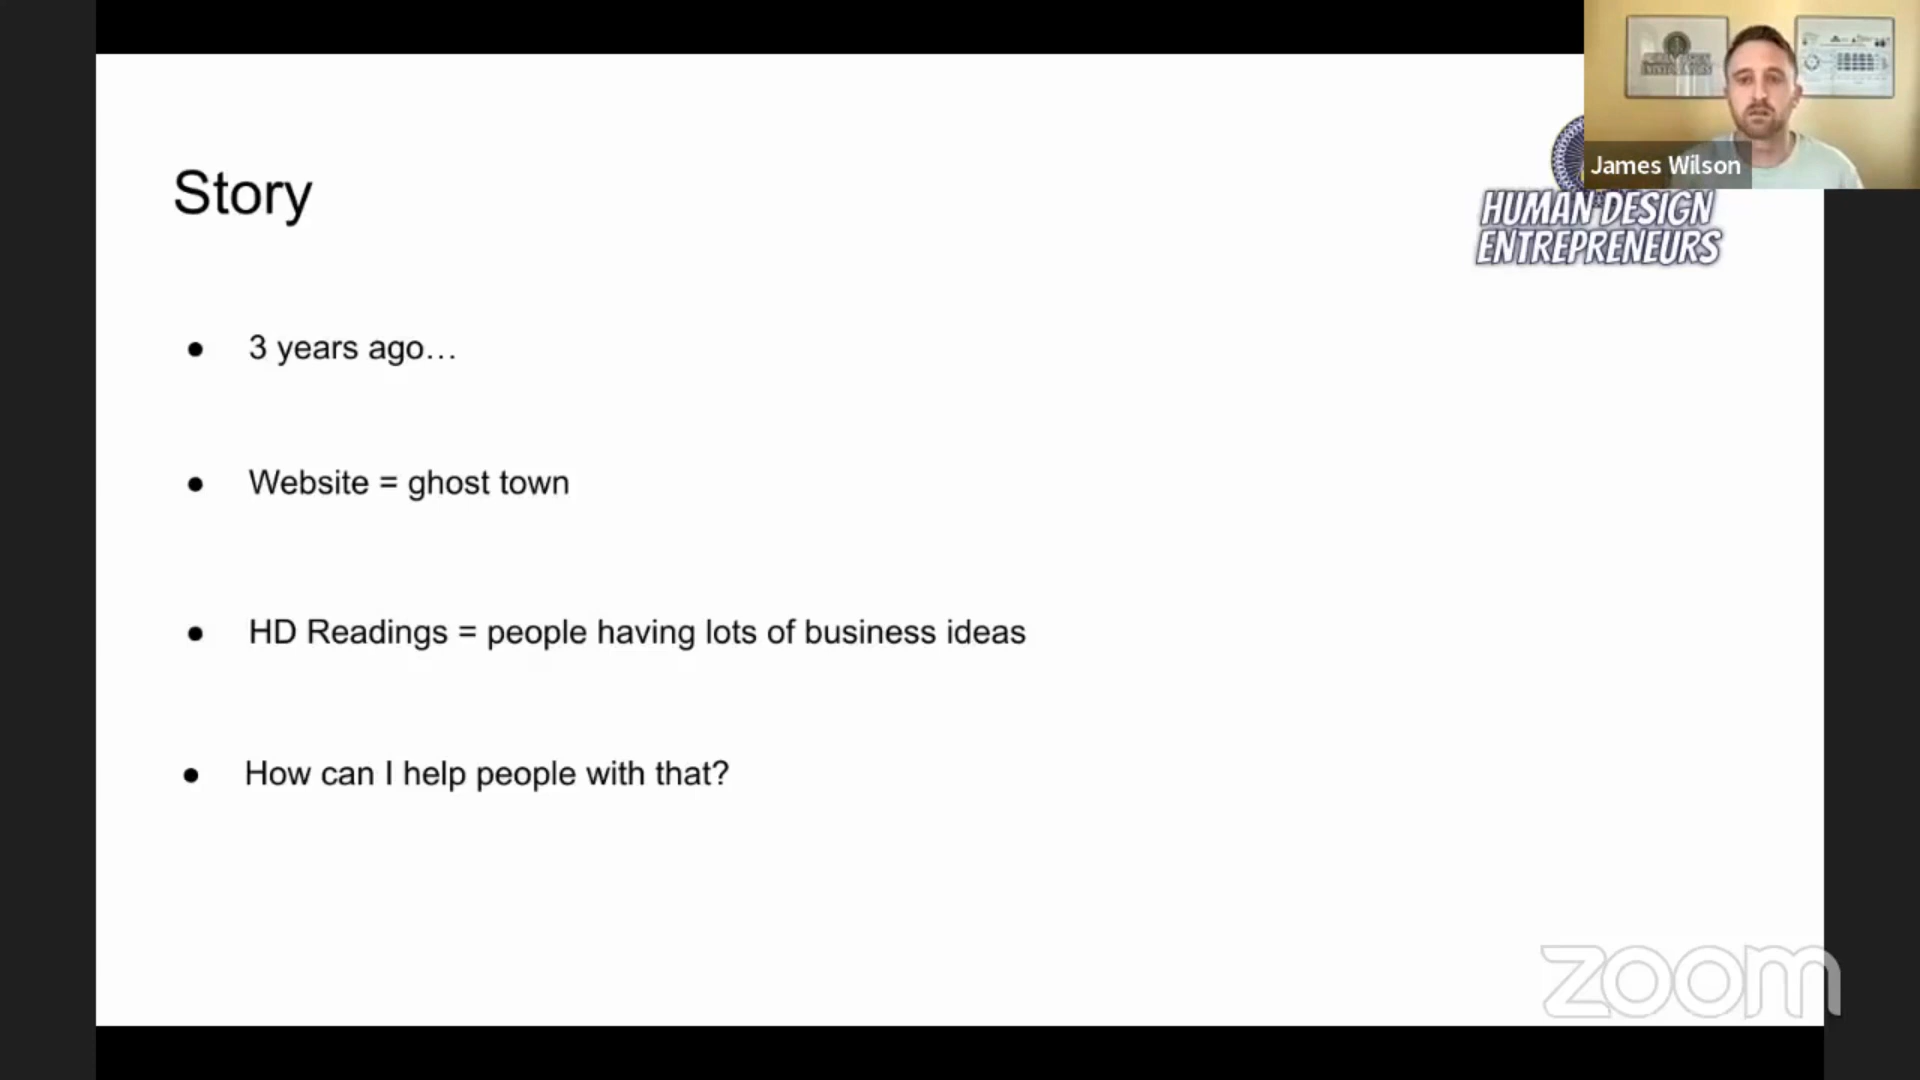 James Wilson
Story
HUMAN DESIGN
ENTREPRENEURS
● 3 years ago…
● Website = ghost town
● HD Readings = people having lots of business ideas
● How can I help people with that?
zoom